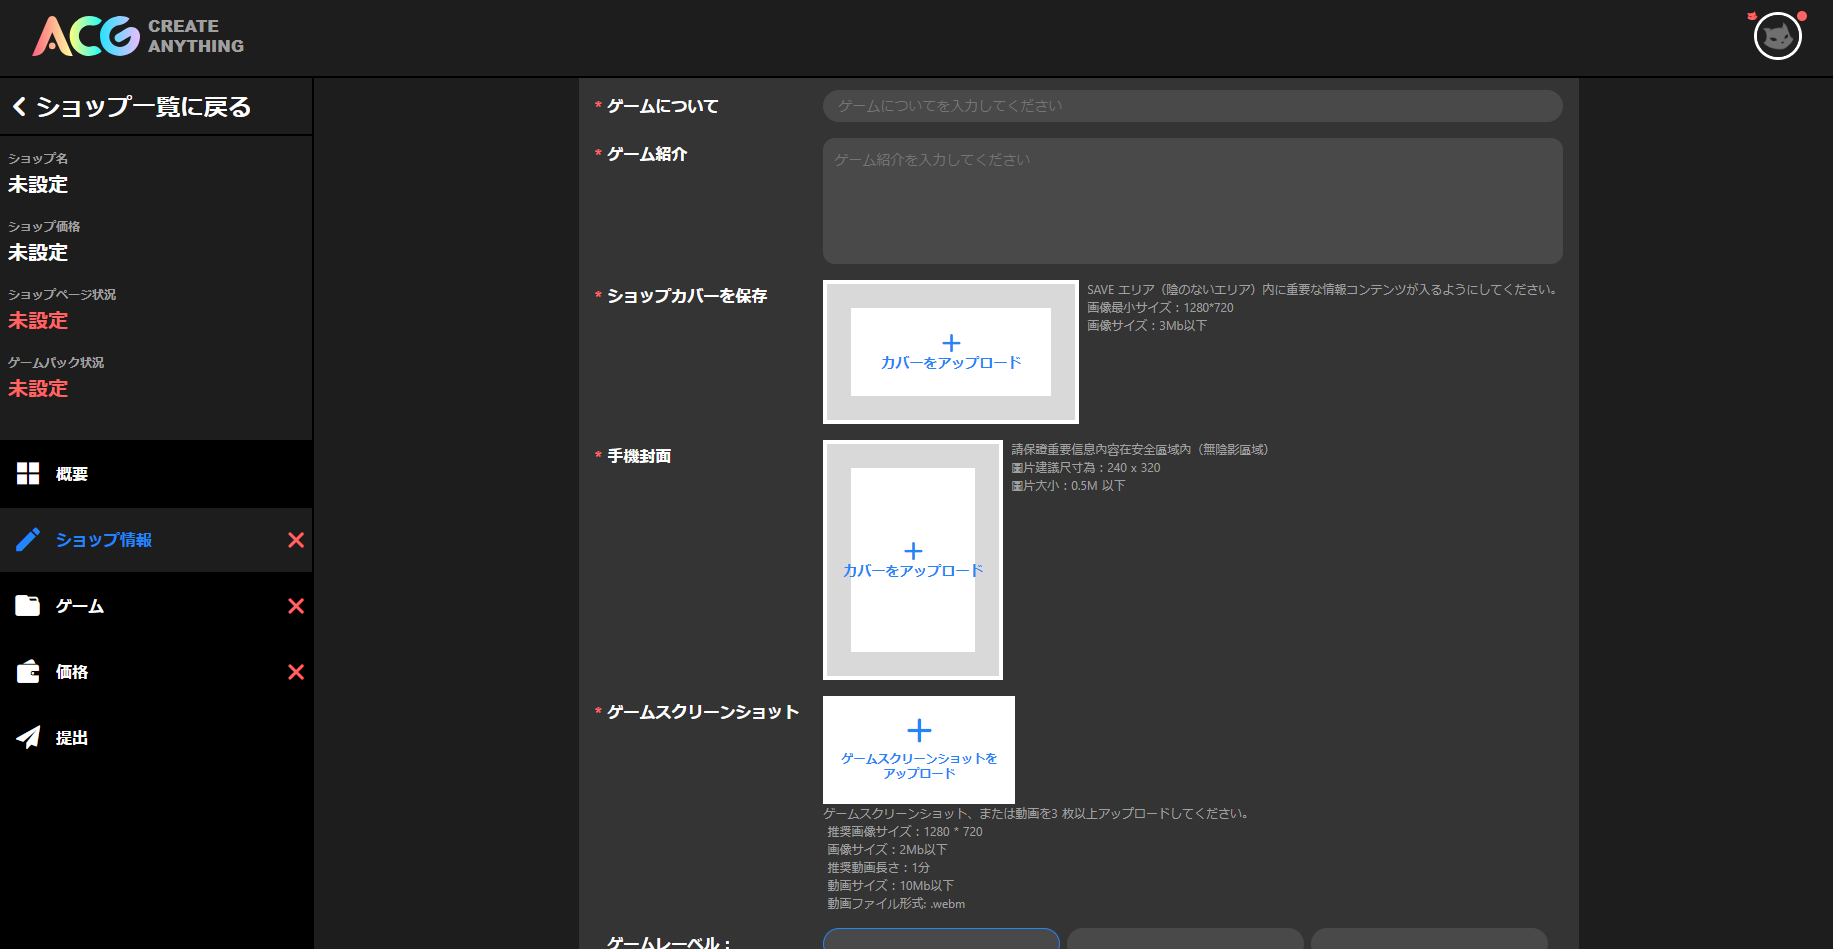 ACG CREATE
ANYTHING
ショップ一覧に戻る
ショップ名
未設定
ショップ価格
未設定
ショップページ状況
未設定
ゲームパック状況
未設定
概要
ショップ情報
ゲーム
価格
提出
* ゲームについて
ゲームについてを入力してください
* ゲーム紹介
ゲーム紹介を入力してください
* ショップカバーを保存
カバーをアップロード
SAVE エリア（陰のないエリア）内に重要な情報コンテンツが入るようにしてください。
画像最小サイズ：1280*720
画像サイズ：3Mb以下
* 手機封面
カバーをアップロード
請保證重要信息內容在安全區域內（無陰影區域）
圖片建議尺寸為：240 x 320
圖片大小：0.5M 以下
* ゲームスクリーンショット
ゲームスクリーンショットを
アップロード
ゲームスクリーンショット、または動画を3 枚以上アップロードしてください。
推奨画像サイズ：1280 * 720
画像サイズ：2Mb以下
推奨動画長さ：1分
動画サイズ：10Mb以下
動画ファイル形式: .webm
ゲームレーベル：